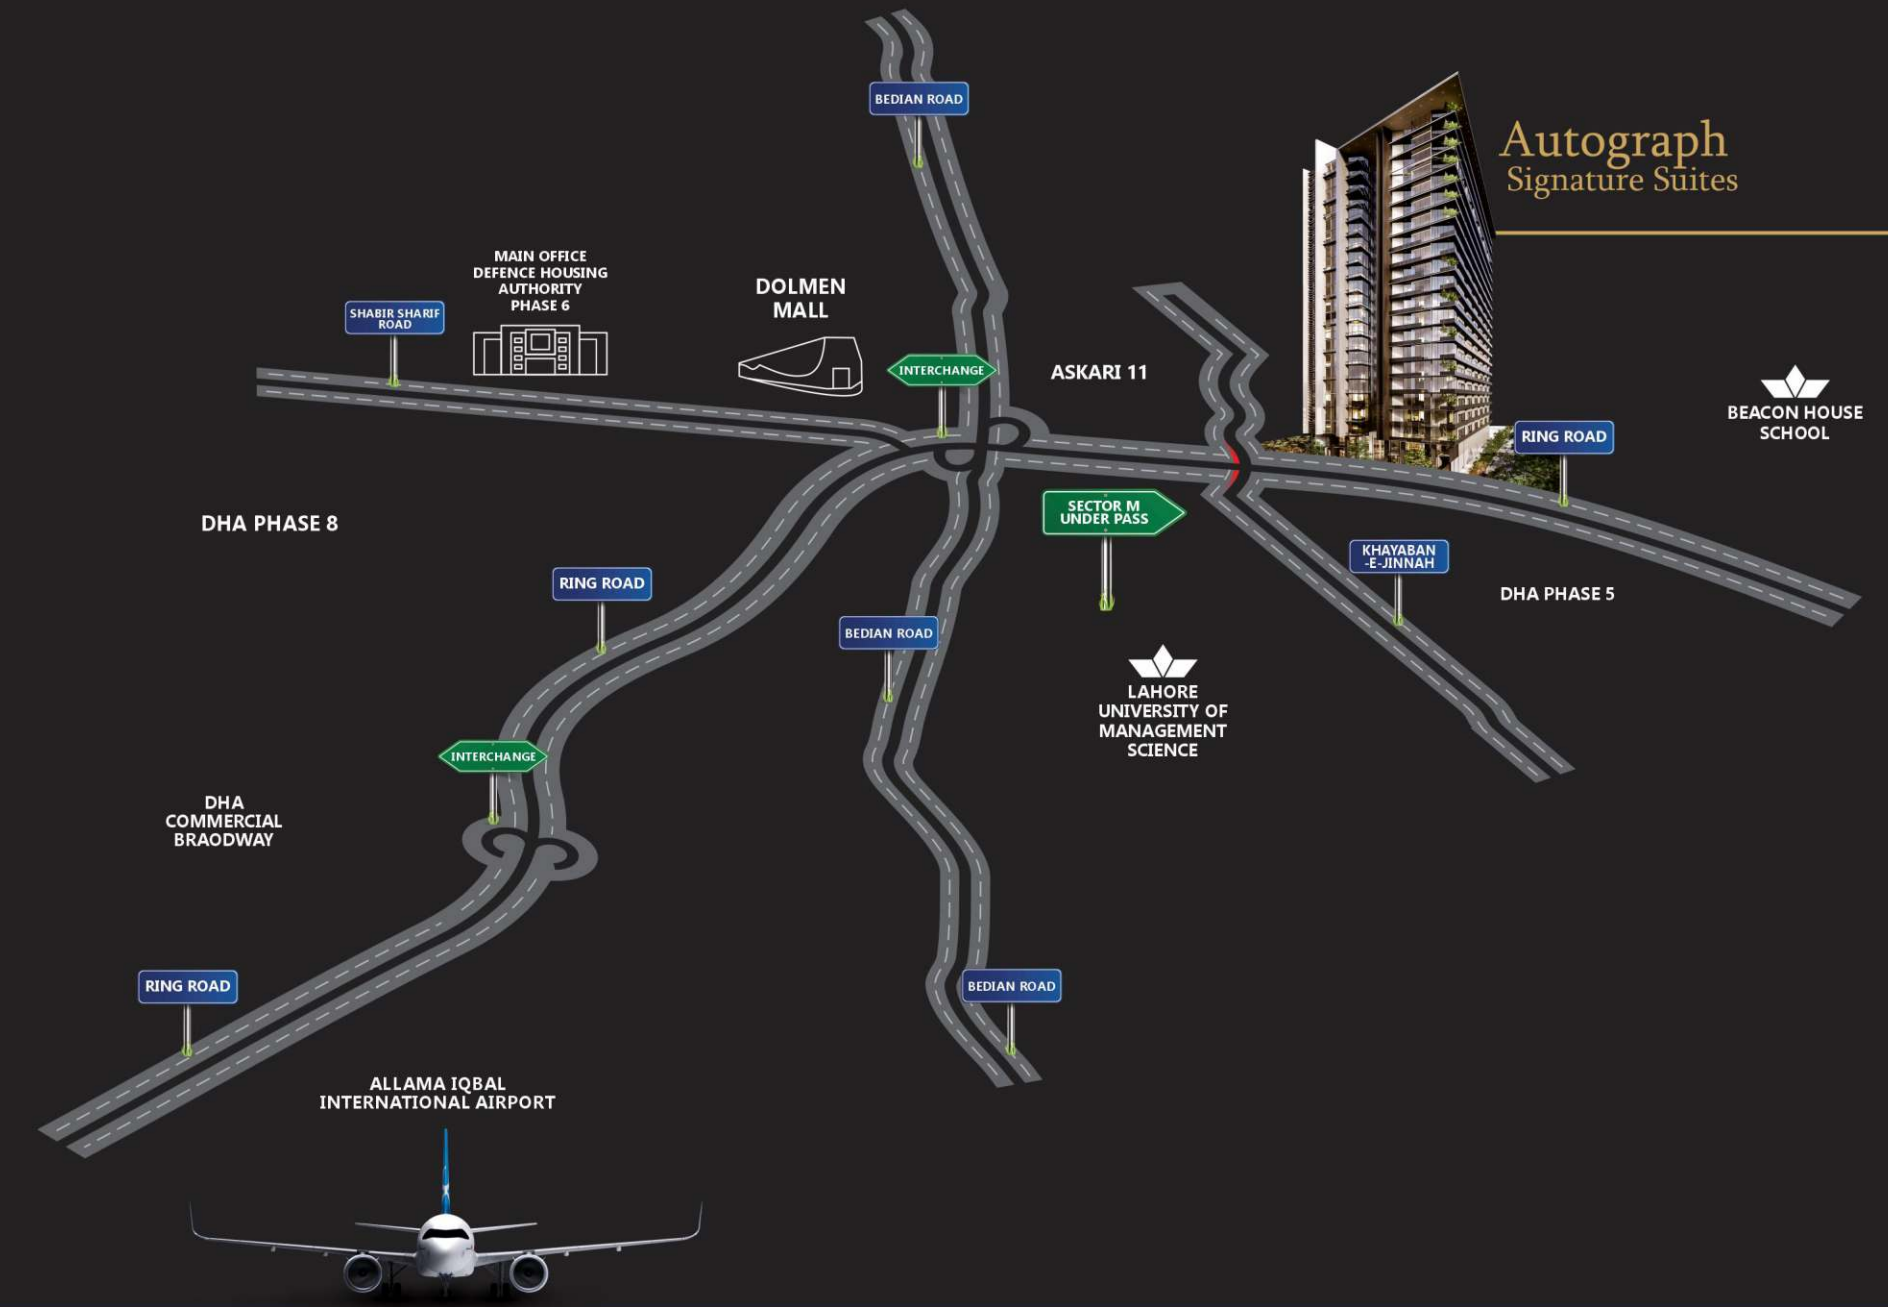 BEDIAN ROAD
Autograph
Signature Suites
MAIN OFFICE
DEFENCE HOUSING
AUTHORITY
PHASE 6
DOLMEN
MALL
SHABIR SHARIF
ROAD
INTERCHANGE
ASKARI 11
BEACON HOUSE
SCHOOL
RING ROAD
SECTOR M
UNDER PASS
DHA PHASE 8
KHAYABAN
-E-JINNAH
RING ROAD
DHA PHASE 5
BEDIAN ROAD
LAHORE
UNIVERSITY OF
MANAGEMENT
SCIENCE
INTERCHANGE
DHA
COMMERCIAL
BRAODWAY
RING ROAD
BEDIAN ROAD
ALLAMA IQBAL
INTERNATIONAL AIRPORT